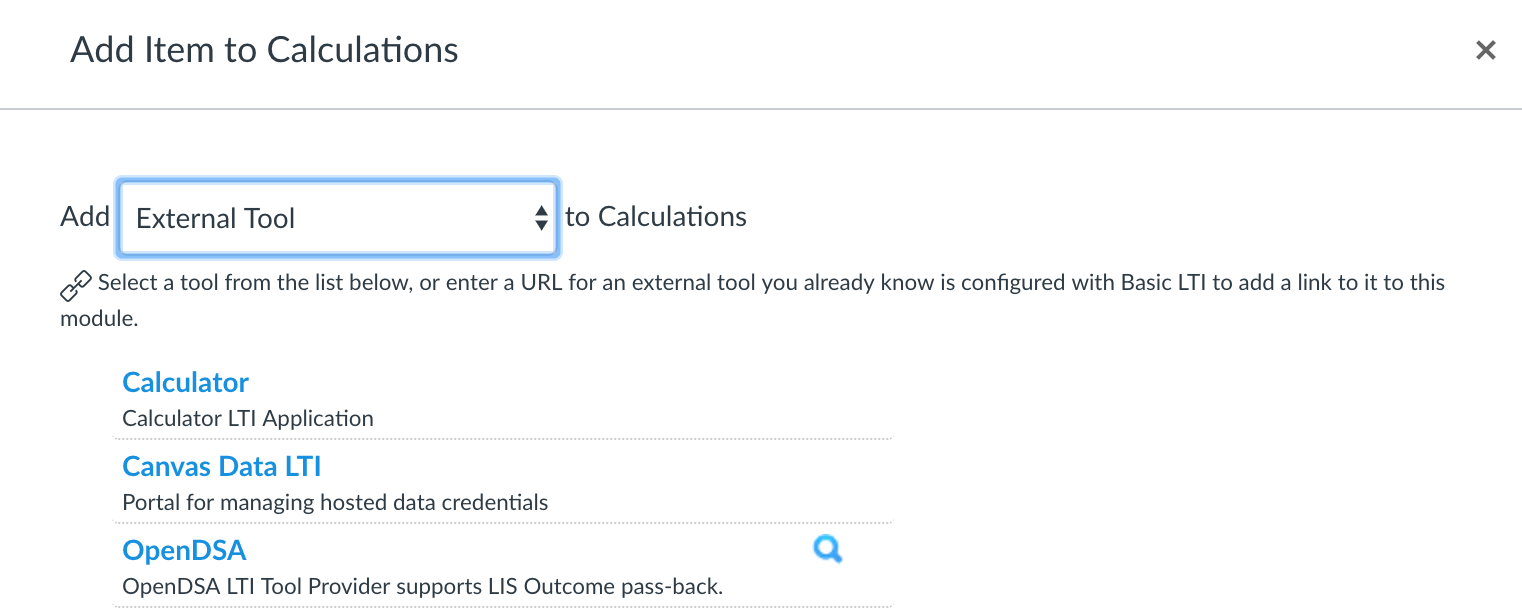 Add Item to Calculations
Add External Tool to Calculations
Select a tool from the list below, or enter a URL for an external tool you already know is configured with Basic LTI to add a link to it to this
module.
Calculator
Calculator LTI Application
Canvas Data LTI
Portal for managing hosted data credentials
OpenDSA
OpenDSA LTI Tool Provider supports LIS Outcome pass-back.